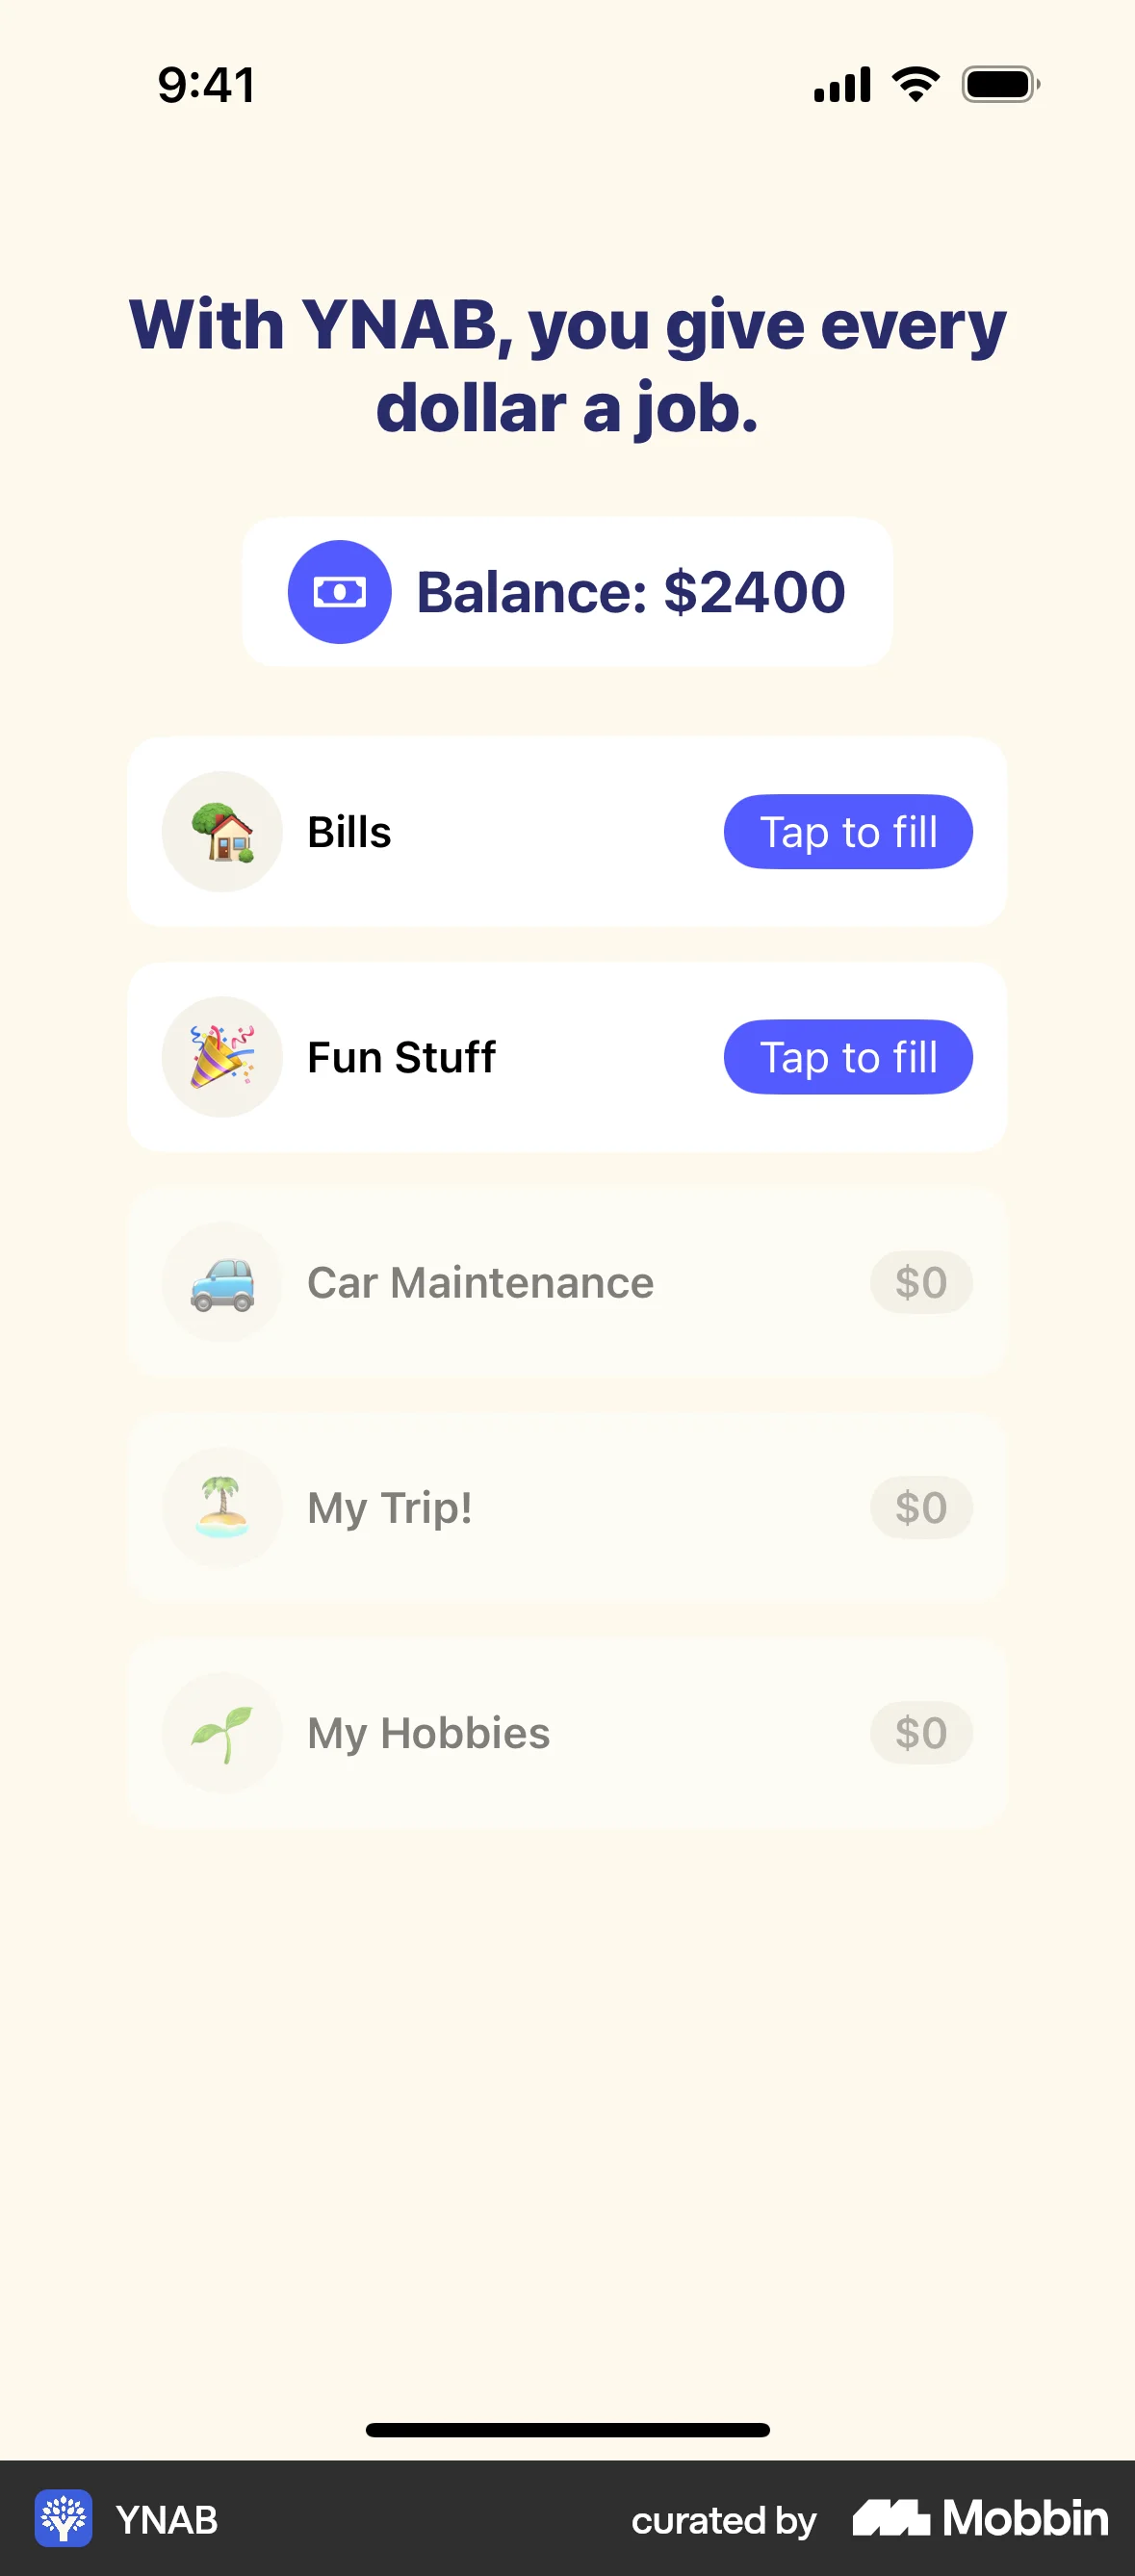 9:41
With YNAB, you give every
dollar a job.
Balance: $2400
Bills
Tap to fill
Fun Stuff
Tap to fill
Car Maintenance
$0
My Trip!
$0
My Hobbies
$0
YNAB
curated by Mobbin